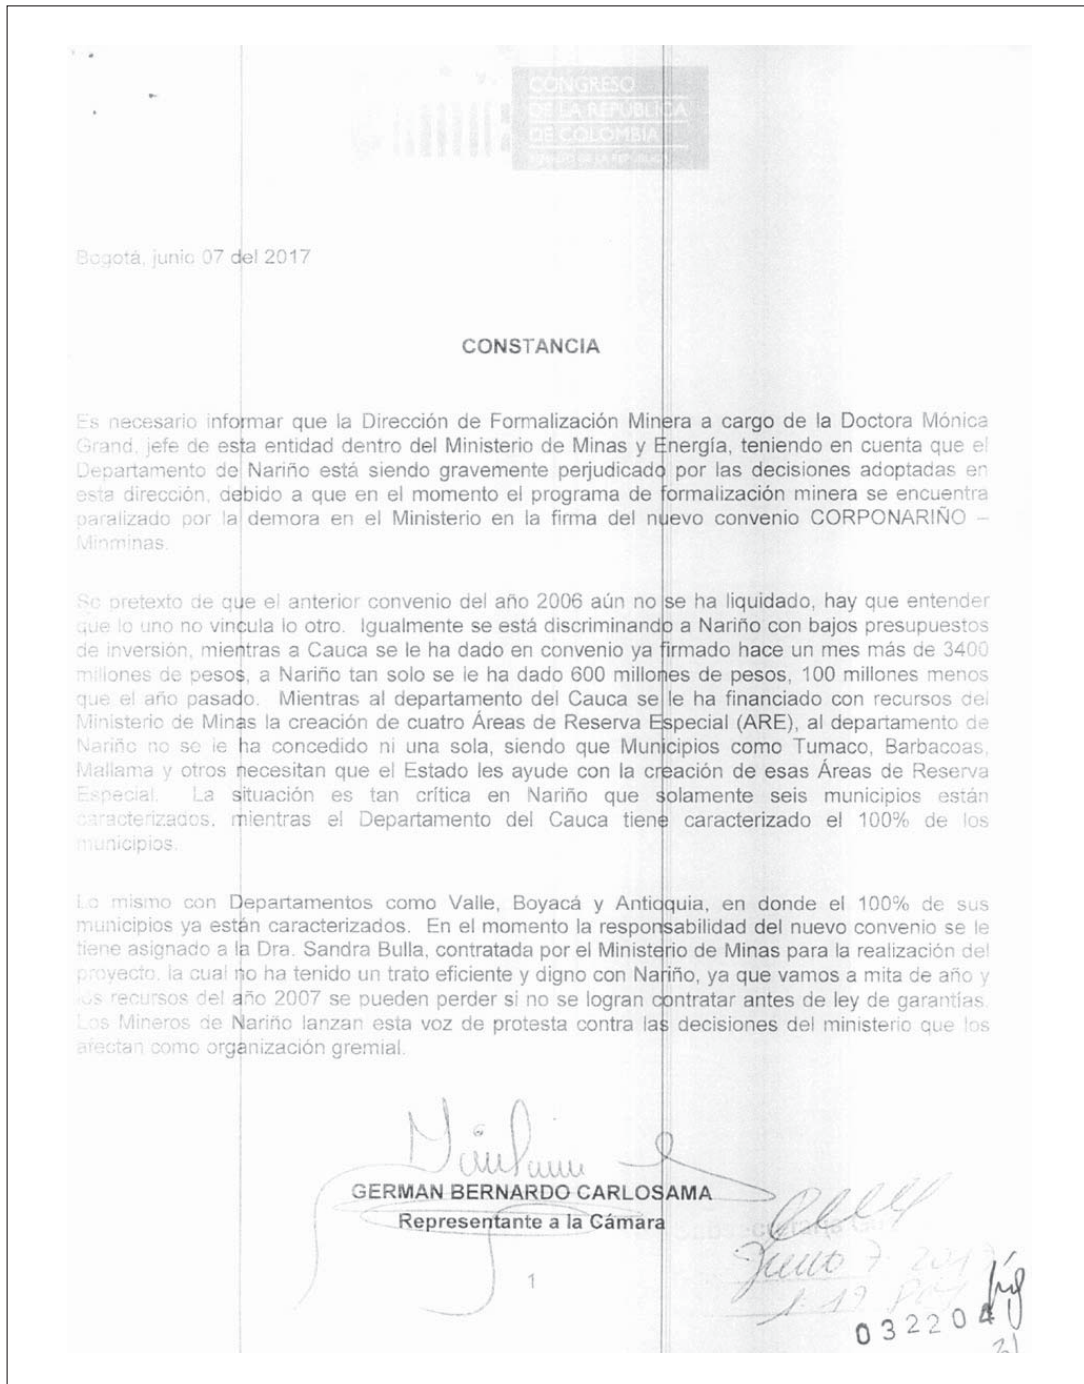 CONGRESO
DE LA REPÚBLICA
DE COLOMBIA
Bogotá, junio 07 del 2017
CONSTANCIA
Es necesario informar que la Dirección de Formalización Minera a cargo de la Doctora Mónica
Grand, jefe de esta entidad dentro del Ministerio de Minas y Energía, teniendo en cuenta que el
Departamento de Nariño está siendo gravemente perjudicado por las decisiones adoptadas en
esta dirección, debido a que en el momento el programa de formalización minera se encuentra
paralizado por la demora en el Ministerio en la firma del nuevo convenio CORPONARIÑO –
Minminas.
So pretexto de que el anterior convenio del año 2006 aún no se ha liquidado, hay que entender
que lo uno no vincula lo otro. Igualmente se está discriminando a Nariño con bajos presupuestos
de inversión, mientras a Cauca se le ha dado en convenio ya firmado hace un mes más de 3400
millones de pesos, a Nariño tan solo se le ha dado 600 millones de pesos, 100 millones menos
que el año pasado. Mientras al departamento del Cauca se le ha financiado con recursos del
Ministerio de Minas la creación de cuatro Áreas de Reserva Especial (ARE), al departamento de
Nariño no se le ha concedido ni una sola, siendo que Municipios como Tumaco, Barbacoas,
Mallama y otros necesitan que el Estado les ayude con la creación de esas Áreas de Reserva
Especial. La situación es tan crítica en Nariño que solamente seis municipios están
caracterizados, mientras el Departamento del Cauca tiene caracterizado el 100% de los
municipios.
Lo mismo con Departamentos como Valle, Boyacá y Antioquia, en donde el 100% de sus
municipios ya están caracterizados. En el momento la responsabilidad del nuevo convenio se le
tiene asignado a la Dra. Sandra Bulla, contratada por el Ministerio de Minas para la realización del
proyecto, la cual no ha tenido un trato eficiente y digno con Nariño, ya que vamos a mita de año y
los recursos del año 2007 se pueden perder si no se logran contratar antes de ley de garantías.
Los Mineros de Nariño lanzan esta voz de protesta contra las decisiones del ministerio que los
afectan como organización gremial.
GERMAN BERNARDO CARLOSAMA
Representante a la Cámara
1
Junio 7 2017
032204
31